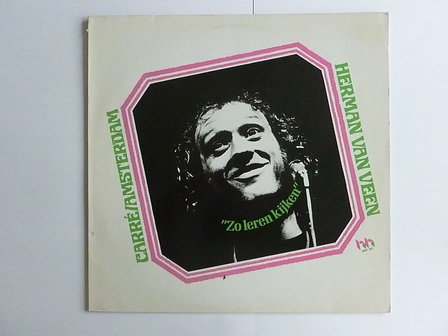 CARRÉ/AMSTERDAM
HERMAN VAN VEEN
"Zo leren kijken"